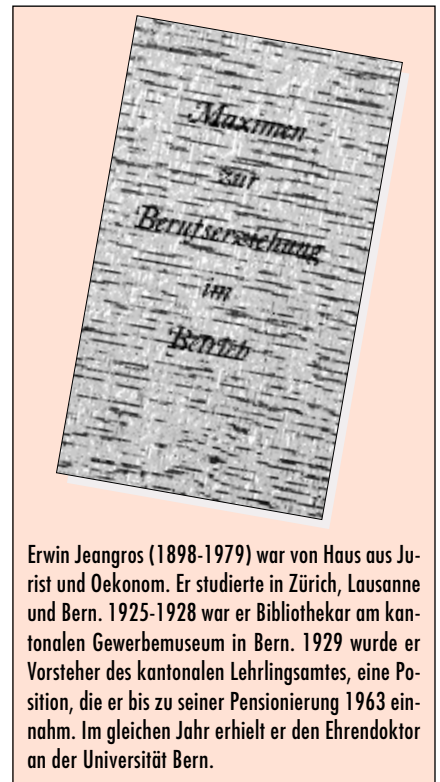 Maximen
zur
Berufserziehung
im
Betrieb
Erwin Jeangros (1898-1979) war von Haus aus Ju-
rist und Oekonom. Er studierte in Zürich, Lausanne
und Bern. 1925-1928 war er Bibliothekar am kan-
tonalen Gewerbemuseum in Bern. 1929 wurde er
Vorsteher des kantonalen Lehrlingsamtes, eine Po-
sition, die er bis zu seiner Pensionierung 1963 ein-
nahm. Im gleichen Jahr erhielt er den Ehrendoktor
an der Universität Bern.